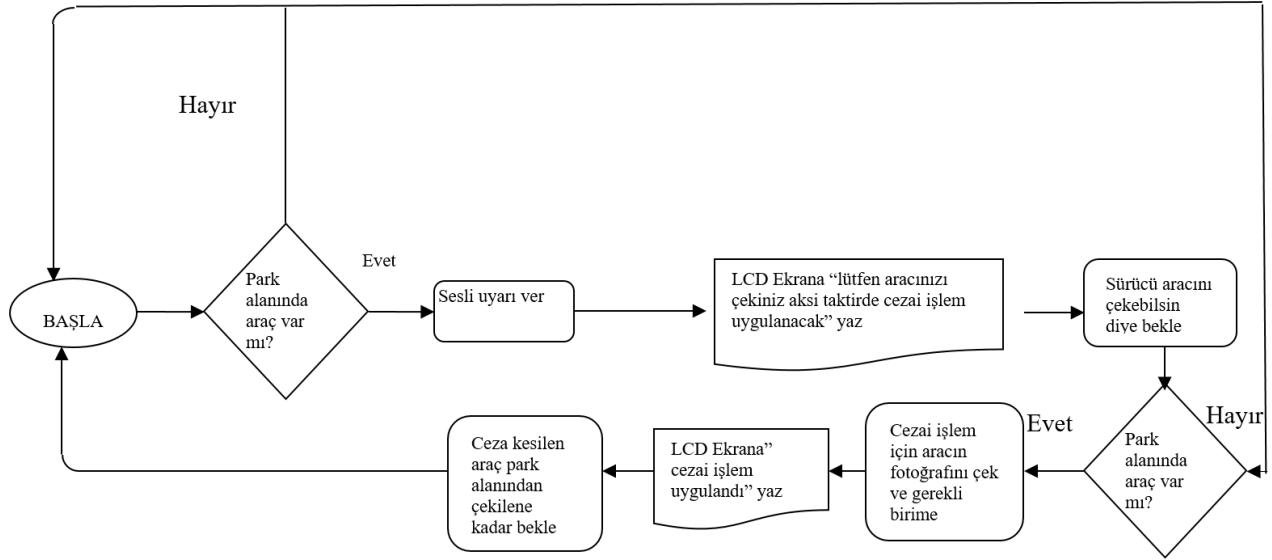 Hayır
BAŞLA
Park
alanında
araç var
mı?
Evet
Sesli uyarı ver
LCD Ekrana “lütfen aracınızı
çekiniz aksi taktirde cezai işlem
uygulanacak” yaz
Sürücü aracını
çekebilsin
diye bekle
Park
alanında
araç var
mı?
Hayır
Evet
Cezai işlem
için aracın
fotoğrafını çek
ve gerekli
birime
LCD Ekrana”
cezai işlem
uygulandı” yaz
Ceza kesilen
araç park
alanından
çekilene
kadar bekle